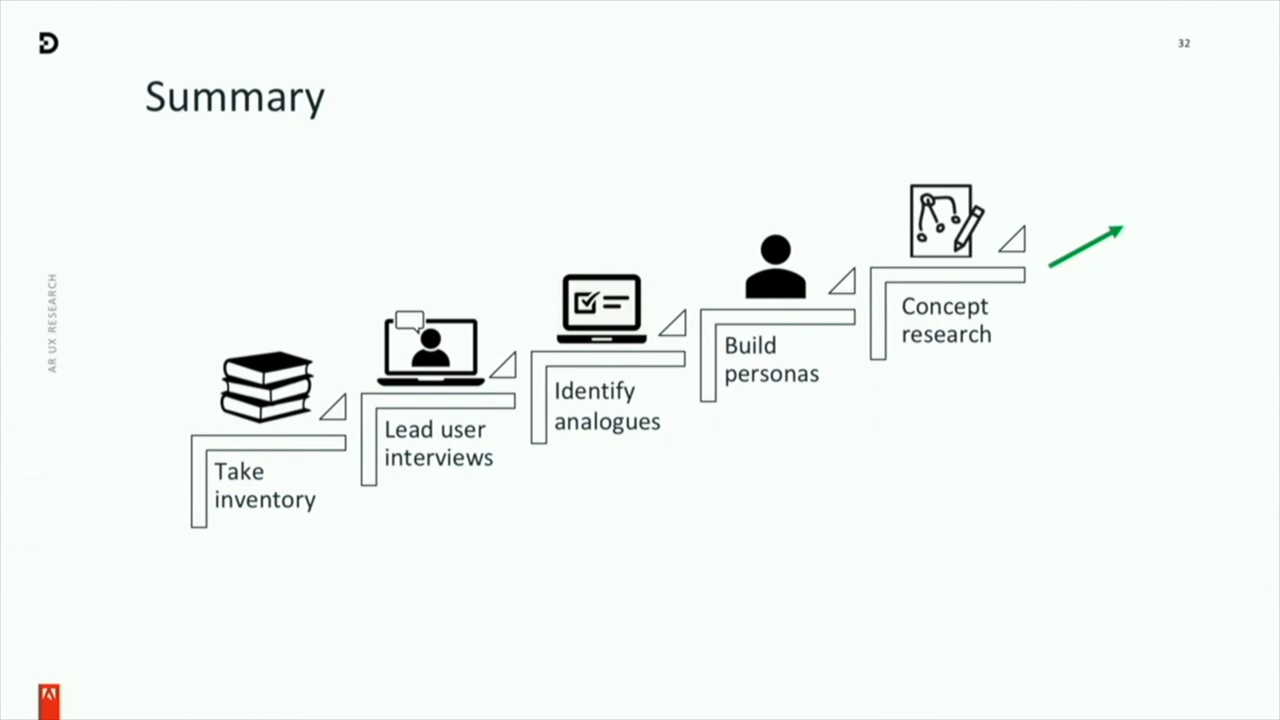 32
Summary
AR UX RESEARCH
Take
inventory
Lead user
interviews
Identify
analogues
Build
personas
Concept
research